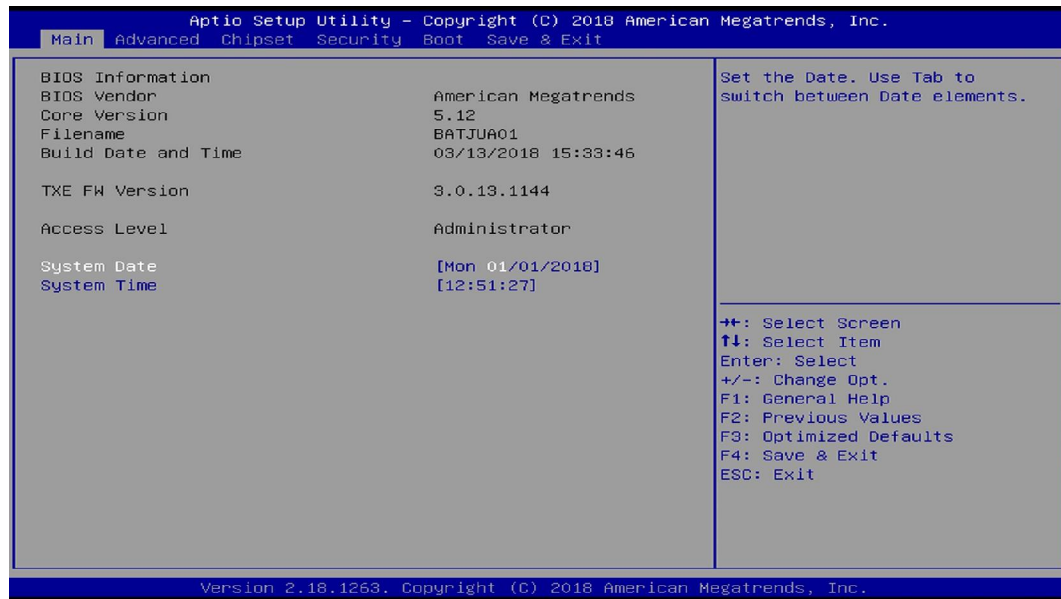 Aptio Setup Utility – Copyright (C) 2018 American Megatrends, Inc.
Main Advanced Chipset Security Boot Save & Exit
BIOS Information
BIOS Vendor American Megatrends
Core Version 5.12
Filename BATJUA01
Build Date and Time 03/13/2018 15:33:46
TXE FW Version 3.0.13.1144
Access Level Administrator
System Date [Mon 01/01/2018]
System Time [12:51:27]
Set the Date. Use Tab to
switch between Date elements.
→←: Select Screen
↑↓: Select Item
Enter: Select
+/-: Change Opt.
F1: General Help
F2: Previous Values
F3: Optimized Defaults
F4: Save & Exit
ESC: Exit
Version 2.18.1263. Copyright (C) 2018 American Megatrends, Inc.